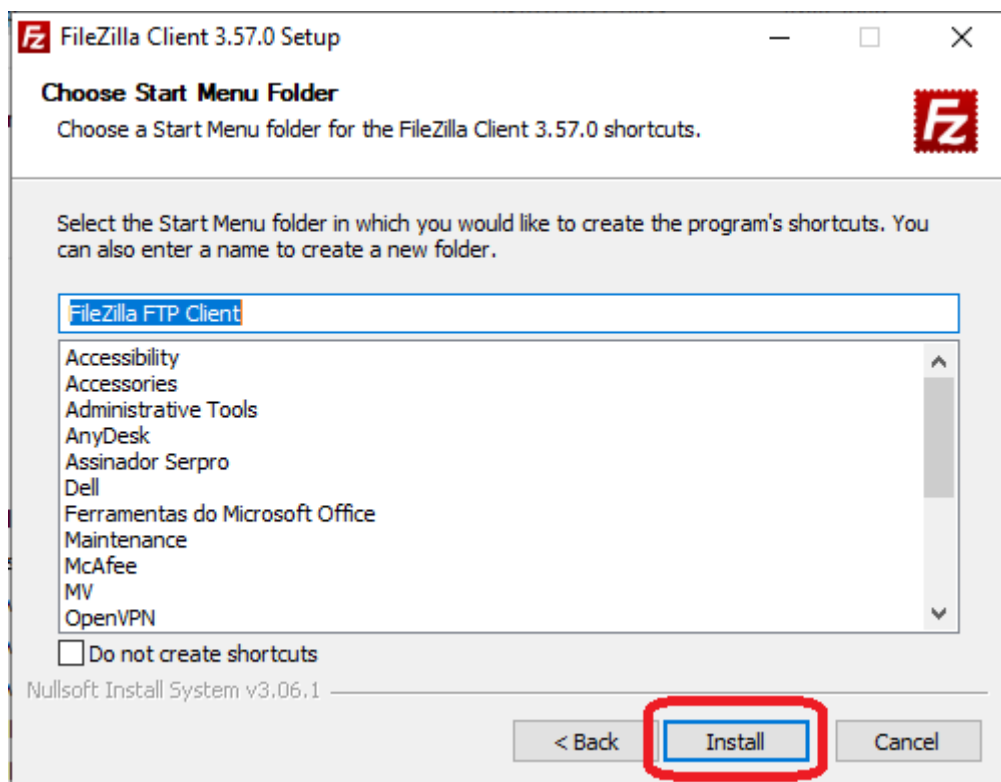 FileZilla Client 3.57.0 Setup
Choose Start Menu Folder
Choose a Start Menu folder for the FileZilla Client 3.57.0 shortcuts.
Fz
Select the Start Menu folder in which you would like to create the program's shortcuts. You
can also enter a name to create a new folder.
FileZilla FTP Client
Accessibility
Accessories
Administrative Tools
AnyDesk
Assinador Serpro
Dell
Ferramentas do Microsoft Office
Maintenance
McAfee
MV
OpenVPN
Do not create shortcuts
Nullsoft Install System v3.06.1
< Back Install Cancel